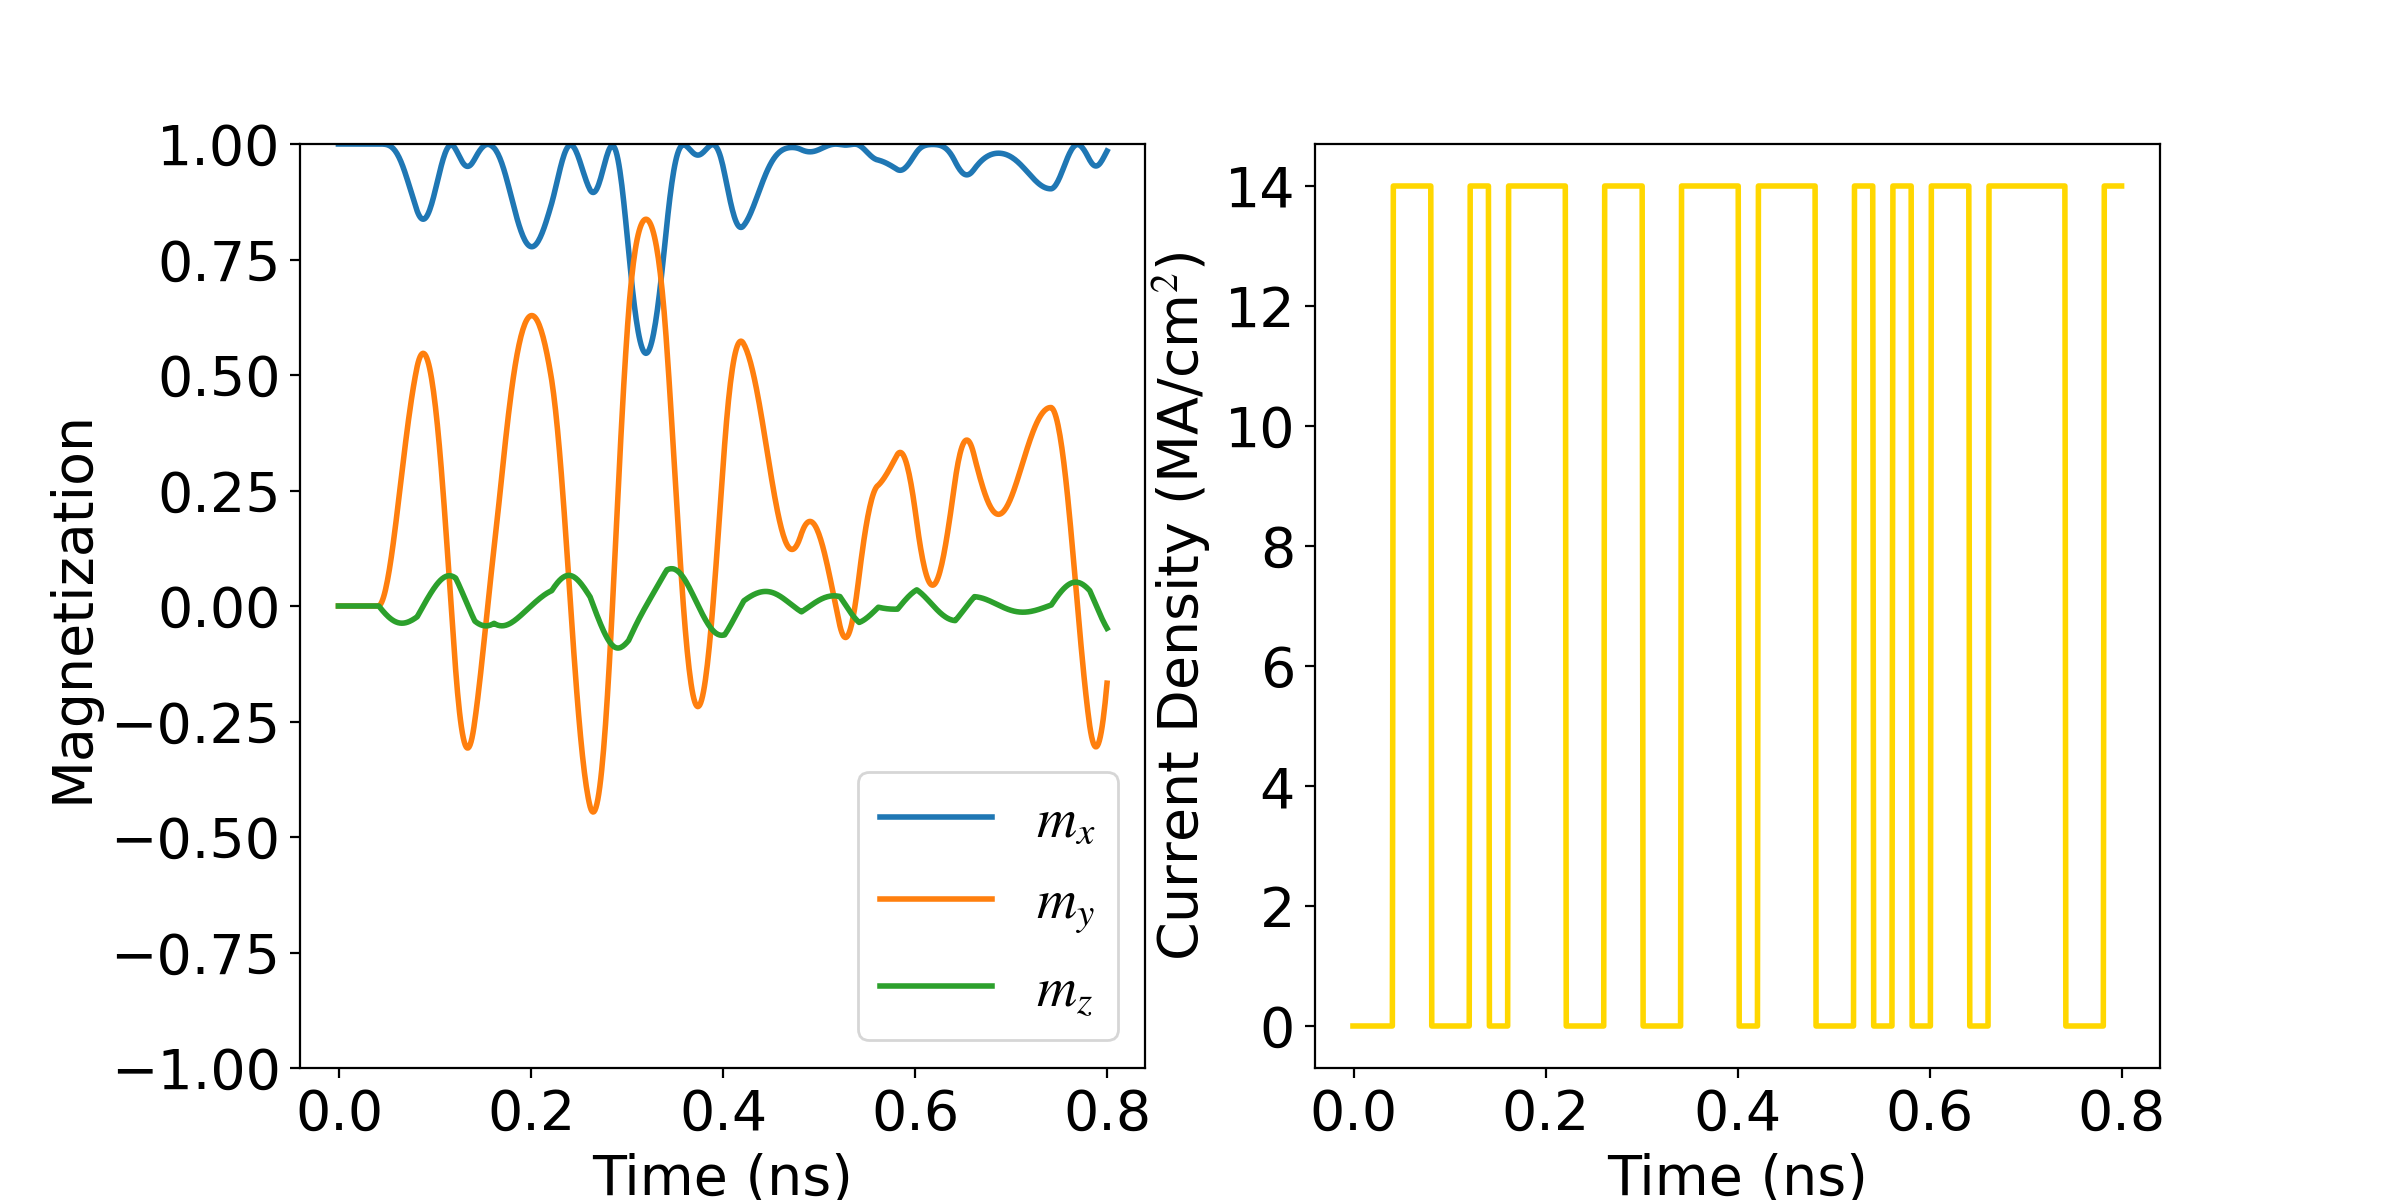 1.00
0.75
0.50
0.25
0.00
−0.25
−0.50
−0.75
−1.00
Magnetization
0.0 0.2 0.4 0.6 0.8
Time (ns)
m_x
m_y
m_z
14
12
10
8
6
4
2
0
Current Density (MA/cm²)
0.0 0.2 0.4 0.6 0.8
Time (ns)